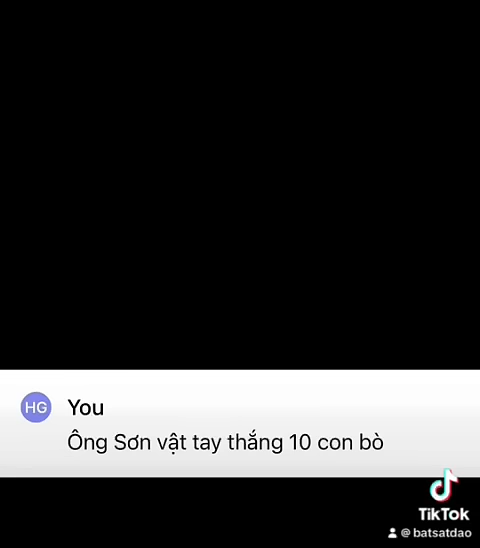 HG
You
Ông Sơn vật tay thắng 10 con bò
TikTok
@batsatdao